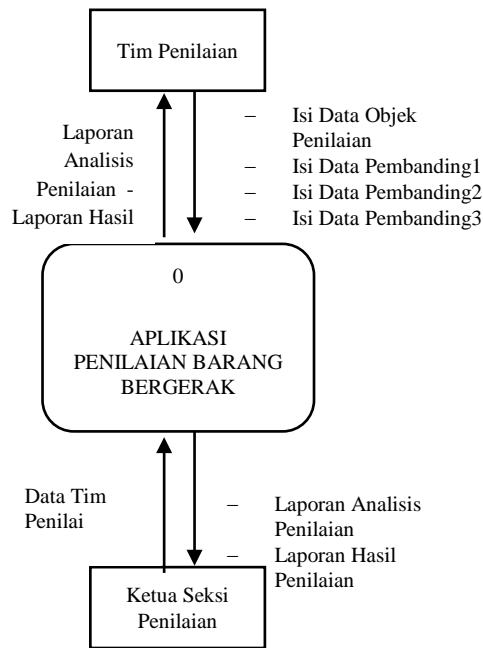 Tim Penilaian
Laporan
Analisis
Penilaian -
Laporan Hasil
– Isi Data Objek
Penilaian
– Isi Data Pembanding1
– Isi Data Pembanding2
– Isi Data Pembanding3
0
APLIKASI
PENILAIAN BARANG
BERGERAK
Data Tim
Penilai
– Laporan Analisis
Penilaian
– Laporan Hasil
Penilaian
Ketua Seksi
Penilaian